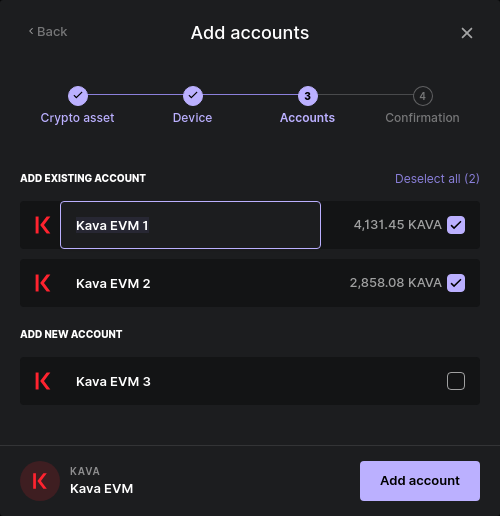 Back
Add accounts
3
4
Crypto asset
Device
Accounts
Confirmation
ADD EXISTING ACCOUNT
Deselect all (2)
Kava EVM 1
4,131.45 KAVA
Kava EVM 2
2,858.08 KAVA
ADD NEW ACCOUNT
Kava EVM 3
KAVA
Kava EVM
Add account